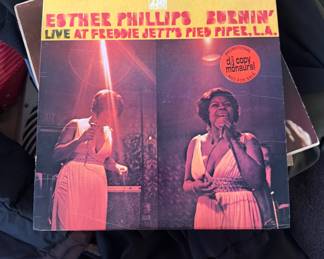 ESTHER PHILLIPS BURNIN'
LIVE AT FREDDIE JETT'S PIED PIPER, L.A.
d.j. copy
monaural